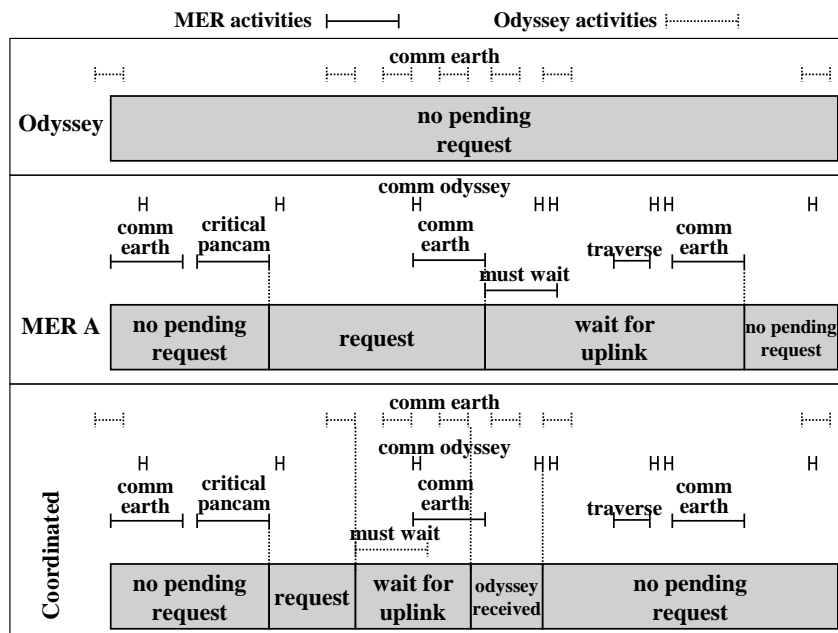 MER activities
Odyssey activities
comm earth
Odyssey
no pending
request
comm odyssey
H H H H H H H H
comm
earth
critical
pancam
comm
earth
traverse
comm
earth
must wait
MER A
no pending
request
request
wait for
uplink
no pending
request
comm earth
comm odyssey
H H H H H H H H
comm
earth
critical
pancam
comm
earth
traverse
comm
earth
must wait
Coordinated
no pending
request
request
wait for
uplink
odyssey
received
no pending
request